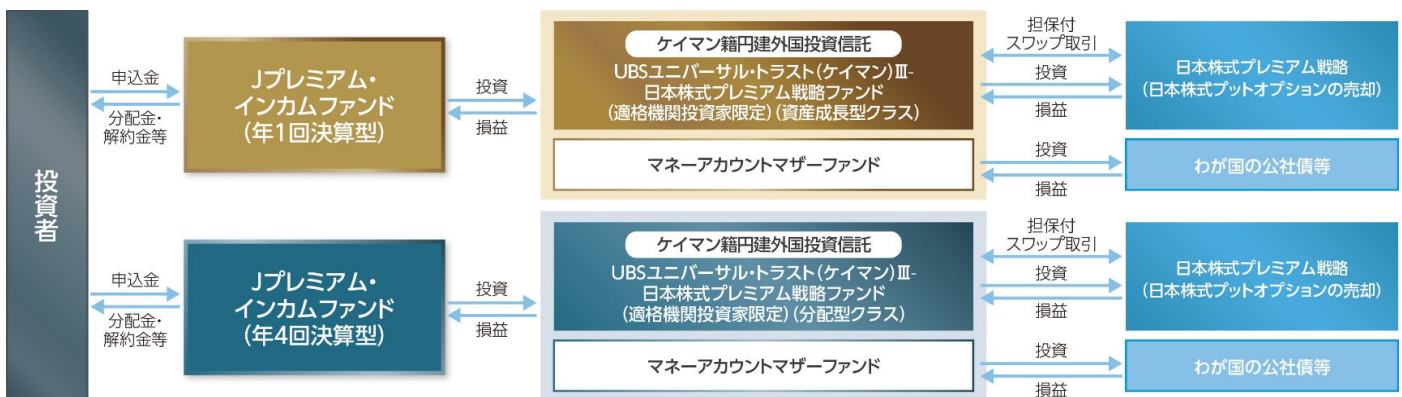 投資者
申込金
分配金・
解約金等
Jプレミアム・
インカムファンド
(年1回決算型)
投資
損益
ケイマン籍円建外国投資信託
UBSユニバーサル・トラスト(ケイマン)Ⅲ-
日本株式プレミアム戦略ファンド
(適格機関投資家限定)(資産成長型クラス)
マネーアカウントマザーファンド
担保付
スワップ取引
投資
損益
日本株式プレミアム戦略
(日本株式プットオプションの売却)
投資
損益
わが国の公社債等
申込金
分配金・
解約金等
Jプレミアム・
インカムファンド
(年4回決算型)
投資
損益
ケイマン籍円建外国投資信託
UBSユニバーサル・トラスト(ケイマン)Ⅲ-
日本株式プレミアム戦略ファンド
(適格機関投資家限定)(分配型クラス)
マネーアカウントマザーファンド
担保付
スワップ取引
投資
損益
日本株式プレミアム戦略
(日本株式プットオプションの売却)
投資
損益
わが国の公社債等